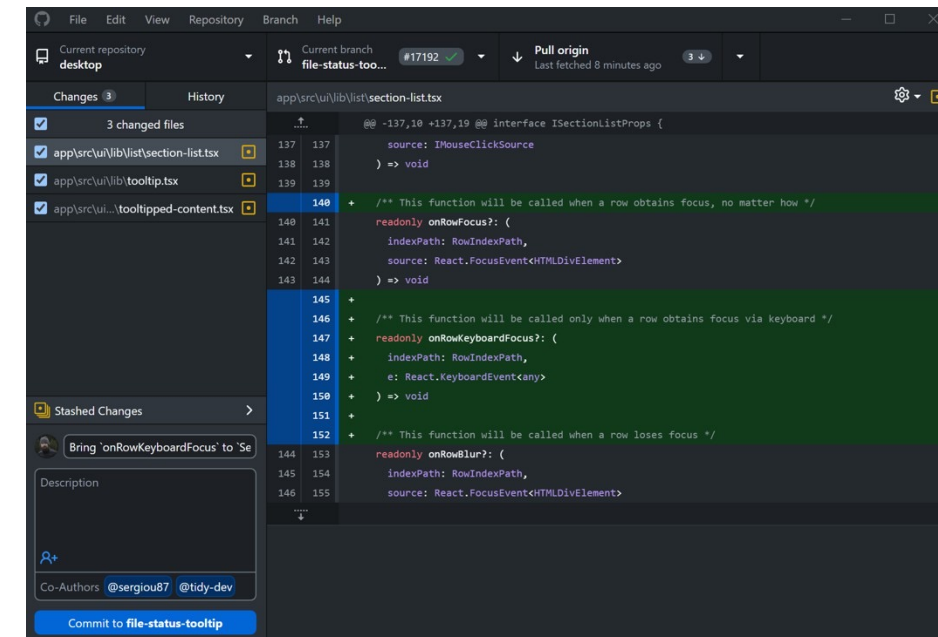 File Edit View Repository Branch Help
Current repository
desktop
Current branch
file-status-too...
#17192
Pull origin
Last fetched 8 minutes ago
3
Changes 3 History
3 changed files
app\src\ui\lib\list\section-list.tsx
app\src\ui\lib\tooltip.tsx
app\src\ui...\tooltipped-content.tsx
Stashed Changes
Bring `onRowKeyboardFocus` to `Se
Description
Co-Authors @sergiou87 @tidy-dev
Commit to file-status-tooltip
app\src\ui\lib\list\section-list.tsx
@@ -137,10 +137,19 @@ interface ISectionListProps {
137 137 source: IMouseClickSource
138 138 ) => void
139 139
140 + /** This function will be called when a row obtains focus, no matter how */
140 141 readonly onRowFocus?: (
141 142 indexPath: RowIndexPath,
142 143 source: React.FocusEvent<HTMLDivElement>
143 144 ) => void
145 +
146 + /** This function will be called only when a row obtains focus via keyboard */
147 + readonly onRowKeyboardFocus?: (
148 + indexPath: RowIndexPath,
149 + e: React.KeyboardEvent<any>
150 + ) => void
151 +
152 + /** This function will be called when a row loses focus */
144 153 readonly onRowBlur?: (
145 154 indexPath: RowIndexPath,
146 155 source: React.FocusEvent<HTMLDivElement>